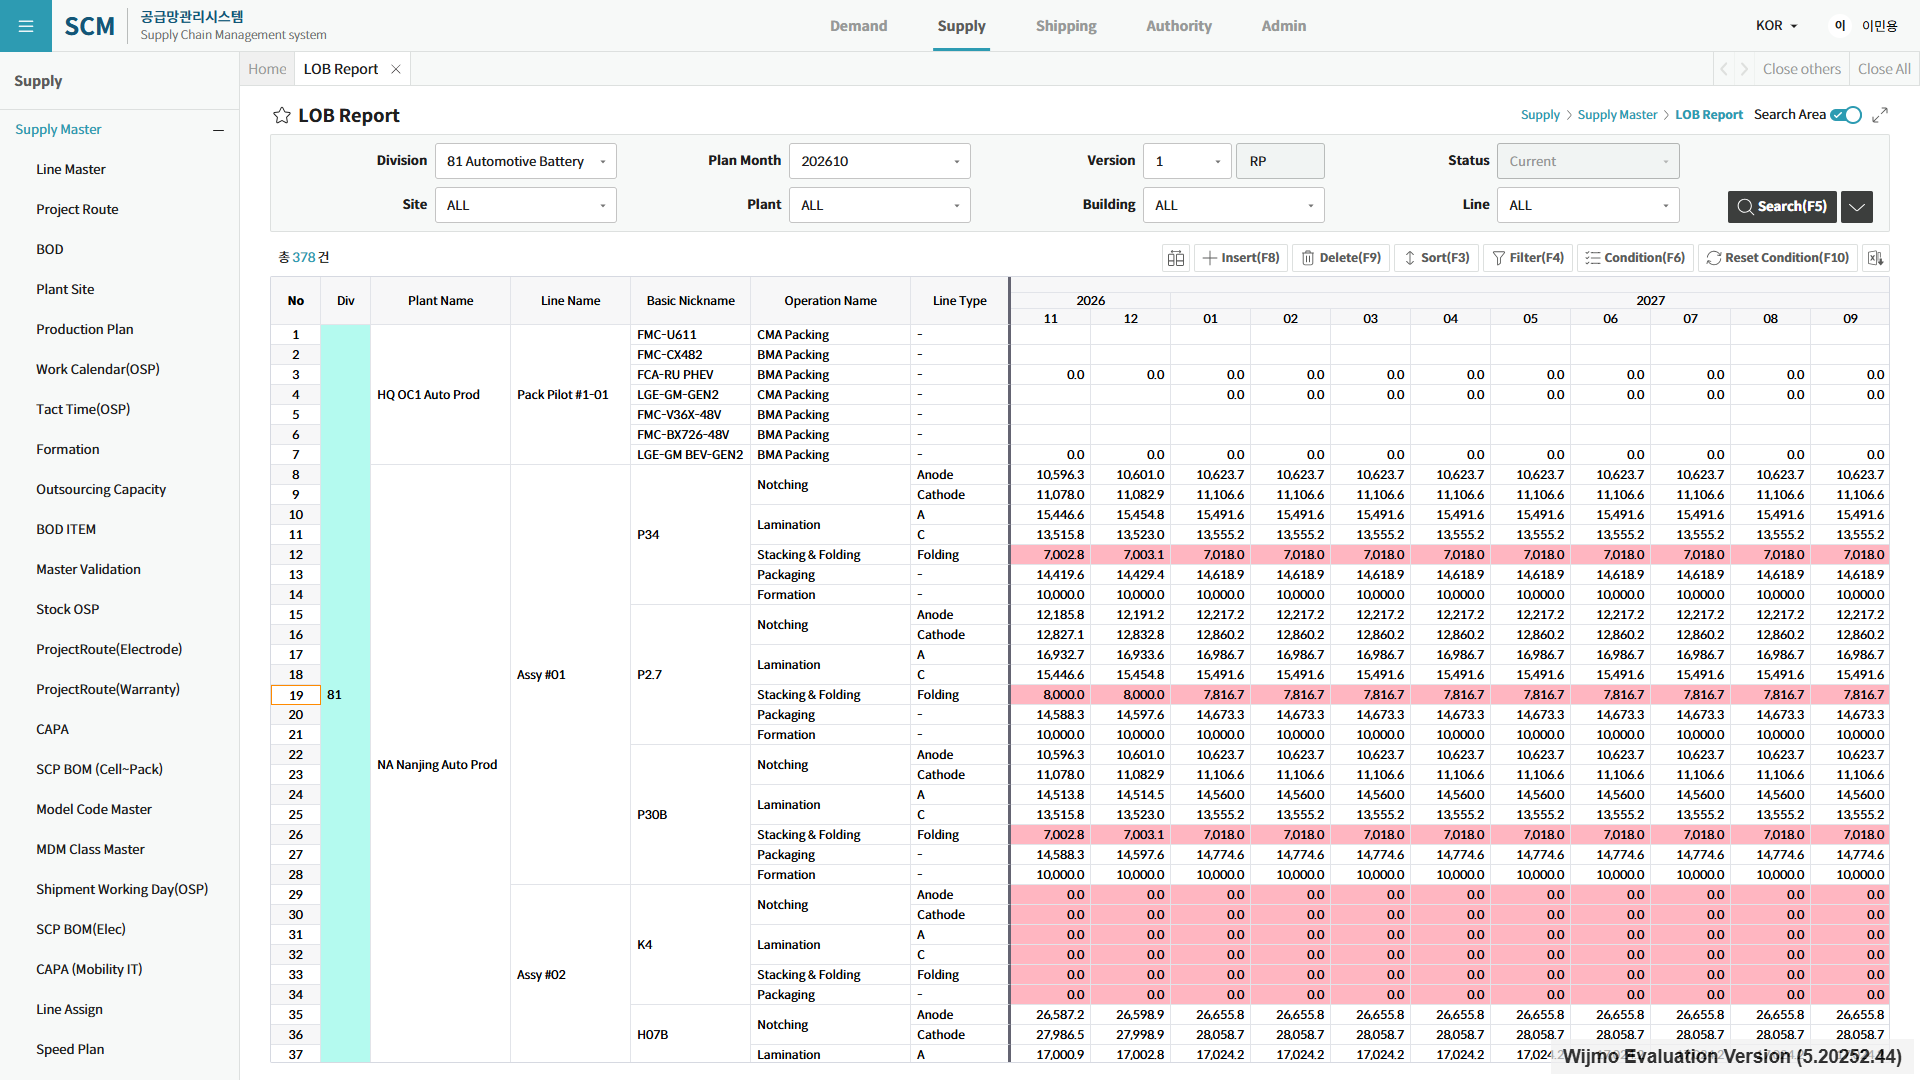 SCM
공급망관리시스템
Supply Chain Management system
Demand Supply Shipping Authority Admin
KOR 이 이민용
Supply
Home LOB Report
Close others Close All
Supply Master
Line Master
Project Route
BOD
Plant Site
Production Plan
Work Calendar(OSP)
Tact Time(OSP)
Formation
Outsourcing Capacity
BOD ITEM
Master Validation
Stock OSP
ProjectRoute(Electrode)
ProjectRoute(Warranty)
CAPA
SCP BOM (Cell~Pack)
Model Code Master
MDM Class Master
Shipment Working Day(OSP)
SCP BOM(Elec)
CAPA (Mobility IT)
Line Assign
Speed Plan
LOB Report
Supply > Supply Master > LOB Report Search Area
Division 81 Automotive Battery Plan Month 202610 Version 1 RP Status Current
Site ALL Plant ALL Building ALL Line ALL Search(F5)
총 378 건
Insert(F8) Delete(F9) Sort(F3) Filter(F4) Condition(F6) Reset Condition(F10)
No Div Plant Name Line Name Basic Nickname Operation Name Line Type 2026 2027
11 12 01 02 03 04 05 06 07 08 09
1 FMC-U611 CMA Packing -
2 FMC-CX482 BMA Packing -
3 FCA-RU PHEV BMA Packing - 0.0 0.0 0.0 0.0 0.0 0.0 0.0 0.0 0.0 0.0 0.0
4 HQ OC1 Auto Prod Pack Pilot #1-01 LGE-GM-GEN2 CMA Packing - 0.0 0.0 0.0 0.0 0.0 0.0 0.0 0.0 0.0
5 FMC-V36X-48V BMA Packing -
6 FMC-BX726-48V BMA Packing -
7 LGE-GM BEV-GEN2 BMA Packing - 0.0 0.0 0.0 0.0 0.0 0.0 0.0 0.0 0.0 0.0 0.0
8 Notching Anode 10,596.3 10,601.0 10,623.7 10,623.7 10,623.7 10,623.7 10,623.7 10,623.7 10,623.7 10,623.7 10,623.7
9 Cathode 11,078.0 11,082.9 11,106.6 11,106.6 11,106.6 11,106.6 11,106.6 11,106.6 11,106.6 11,106.6 11,106.6
10 Lamination A 15,446.6 15,454.8 15,491.6 15,491.6 15,491.6 15,491.6 15,491.6 15,491.6 15,491.6 15,491.6 15,491.6
11 P34 C 13,515.8 13,523.0 13,555.2 13,555.2 13,555.2 13,555.2 13,555.2 13,555.2 13,555.2 13,555.2 13,555.2
12 Stacking & Folding Folding 7,002.8 7,003.1 7,018.0 7,018.0 7,018.0 7,018.0 7,018.0 7,018.0 7,018.0 7,018.0 7,018.0
13 Packaging - 14,419.6 14,429.4 14,618.9 14,618.9 14,618.9 14,618.9 14,618.9 14,618.9 14,618.9 14,618.9 14,618.9
14 Formation - 10,000.0 10,000.0 10,000.0 10,000.0 10,000.0 10,000.0 10,000.0 10,000.0 10,000.0 10,000.0 10,000.0
15 Notching Anode 12,185.8 12,191.2 12,217.2 12,217.2 12,217.2 12,217.2 12,217.2 12,217.2 12,217.2 12,217.2 12,217.2
16 Cathode 12,827.1 12,832.8 12,860.2 12,860.2 12,860.2 12,860.2 12,860.2 12,860.2 12,860.2 12,860.2 12,860.2
17 Lamination A 16,932.7 16,933.6 16,986.7 16,986.7 16,986.7 16,986.7 16,986.7 16,986.7 16,986.7 16,986.7 16,986.7
18 Assy #01 P2.7 C 15,446.6 15,454.8 15,491.6 15,491.6 15,491.6 15,491.6 15,491.6 15,491.6 15,491.6 15,491.6 15,491.6
19 81 Stacking & Folding Folding 8,000.0 8,000.0 7,816.7 7,816.7 7,816.7 7,816.7 7,816.7 7,816.7 7,816.7 7,816.7 7,816.7
20 Packaging - 14,588.3 14,597.6 14,673.3 14,673.3 14,673.3 14,673.3 14,673.3 14,673.3 14,673.3 14,673.3 14,673.3
21 Formation - 10,000.0 10,000.0 10,000.0 10,000.0 10,000.0 10,000.0 10,000.0 10,000.0 10,000.0 10,000.0 10,000.0
22 Notching Anode 10,596.3 10,601.0 10,623.7 10,623.7 10,623.7 10,623.7 10,623.7 10,623.7 10,623.7 10,623.7 10,623.7
23 NA Nanjing Auto Prod Cathode 11,078.0 11,082.9 11,106.6 11,106.6 11,106.6 11,106.6 11,106.6 11,106.6 11,106.6 11,106.6 11,106.6
24 Lamination A 14,513.8 14,514.5 14,560.0 14,560.0 14,560.0 14,560.0 14,560.0 14,560.0 14,560.0 14,560.0 14,560.0
25 P30B C 13,515.8 13,523.0 13,555.2 13,555.2 13,555.2 13,555.2 13,555.2 13,555.2 13,555.2 13,555.2 13,555.2
26 Stacking & Folding Folding 7,002.8 7,003.1 7,018.0 7,018.0 7,018.0 7,018.0 7,018.0 7,018.0 7,018.0 7,018.0 7,018.0
27 Packaging - 14,588.3 14,597.6 14,774.6 14,774.6 14,774.6 14,774.6 14,774.6 14,774.6 14,774.6 14,774.6 14,774.6
28 Formation - 10,000.0 10,000.0 10,000.0 10,000.0 10,000.0 10,000.0 10,000.0 10,000.0 10,000.0 10,000.0 10,000.0
29 Notching Anode 0.0 0.0 0.0 0.0 0.0 0.0 0.0 0.0 0.0 0.0 0.0
30 Cathode 0.0 0.0 0.0 0.0 0.0 0.0 0.0 0.0 0.0 0.0 0.0
31 Lamination A 0.0 0.0 0.0 0.0 0.0 0.0 0.0 0.0 0.0 0.0 0.0
32 K4 C 0.0 0.0 0.0 0.0 0.0 0.0 0.0 0.0 0.0 0.0 0.0
33 Assy #02 Stacking & Folding Folding 0.0 0.0 0.0 0.0 0.0 0.0 0.0 0.0 0.0 0.0 0.0
34 Packaging - 0.0 0.0 0.0 0.0 0.0 0.0 0.0 0.0 0.0 0.0 0.0
35 Notching Anode 26,587.2 26,598.9 26,655.8 26,655.8 26,655.8 26,655.8 26,655.8 26,655.8 26,655.8 26,655.8 26,655.8
36 H07B Cathode 27,986.5 27,998.9 28,058.7 28,058.7 28,058.7 28,058.7 28,058.7 28,058.7 28,058.7 28,058.7 28,058.7
37 Lamination A 17,000.9 17,002.8 17,024.2 17,024.2 17,024.2 17,024.2
Wijmo Evaluation Version (5.20252.44)